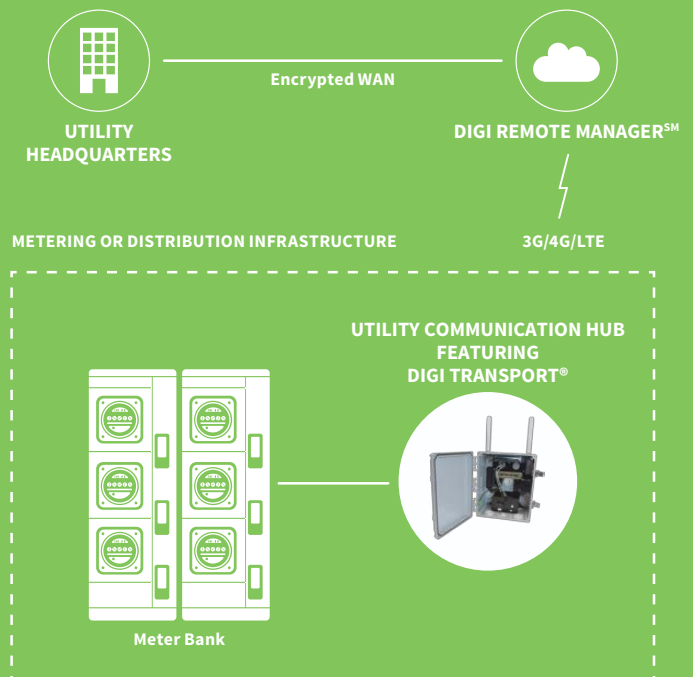 Encrypted WAN
UTILITY
HEADQUARTERS
DIGI REMOTE MANAGER℠
METERING OR DISTRIBUTION INFRASTRUCTURE
3G/4G/LTE
UTILITY COMMUNICATION HUB
FEATURING
DIGI TRANSPORT®
Meter Bank